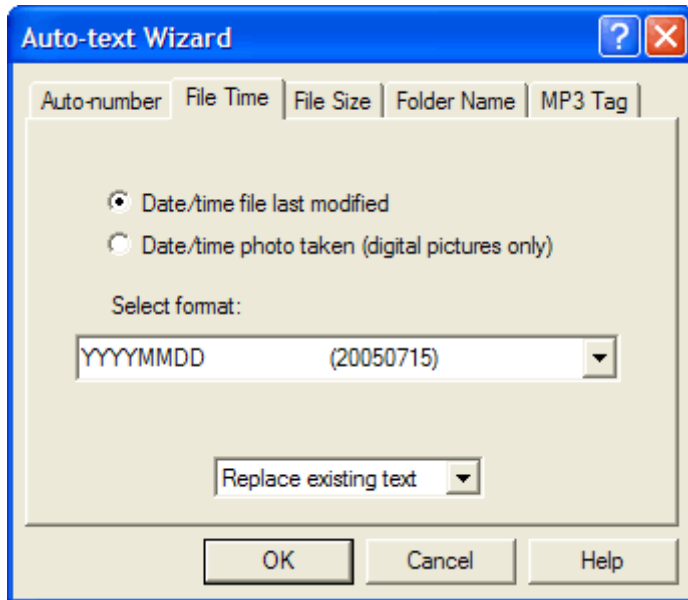 Auto-text Wizard
Auto-number File Time File Size Folder Name MP3 Tag
Date/time file last modified
Date/time photo taken (digital pictures only)
Select format:
YYYYMMDD (20050715)
Replace existing text
OK Cancel Help